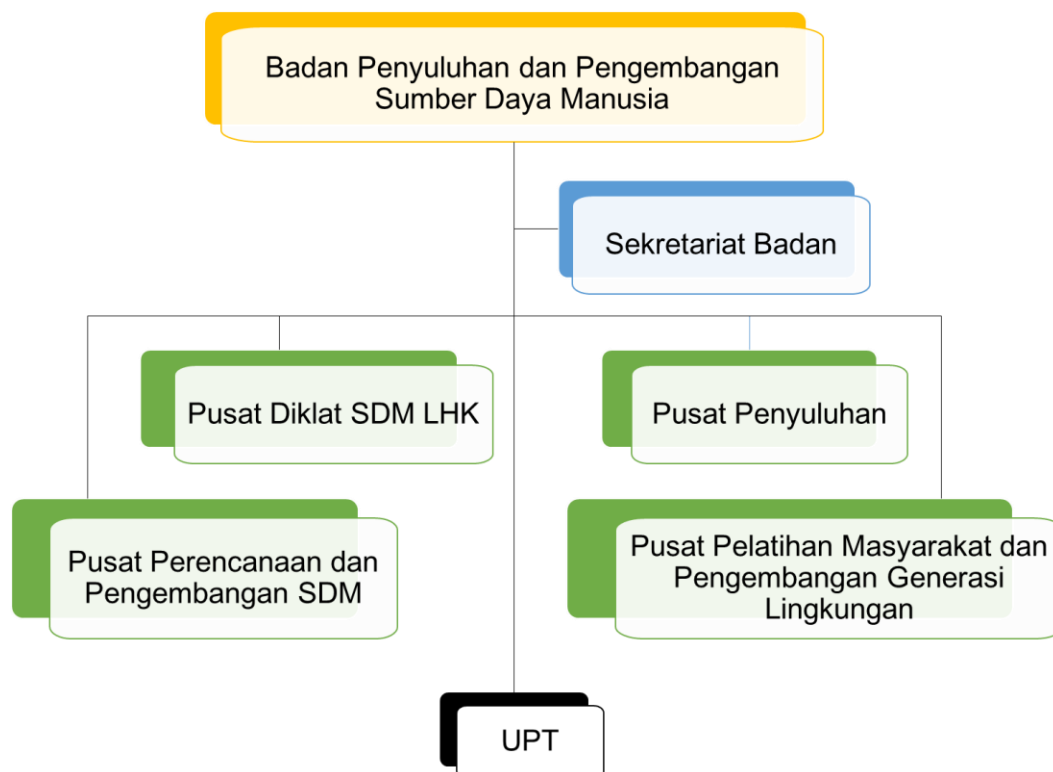 Badan Penyuluhan dan Pengembangan
Sumber Daya Manusia
Sekretariat Badan
Pusat Diklat SDM LHK
Pusat Penyuluhan
Pusat Perencanaan dan
Pengembangan SDM
Pusat Pelatihan Masyarakat dan
Pengembangan Generasi
Lingkungan
UPT